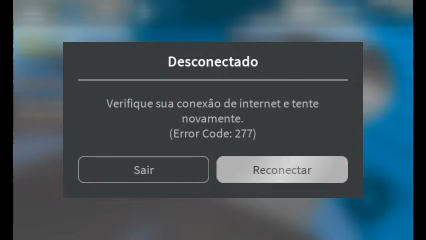 Desconectado
Verifique sua conexão de internet e tente
novamente.
(Error Code: 277)
Sair
Reconectar